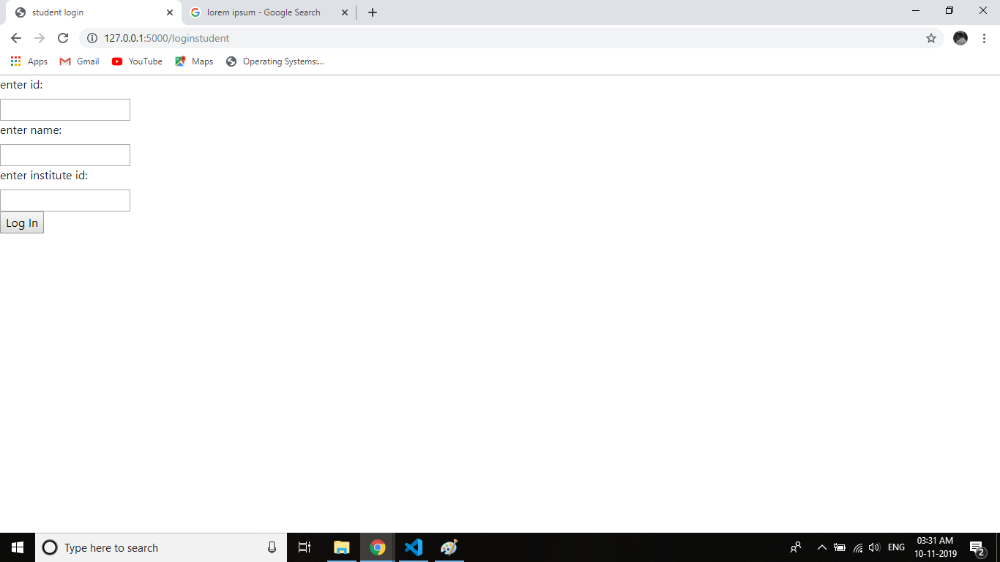 student login
lorem ipsum - Google Search
127.0.0.1:5000/loginstudent
Apps Gmail YouTube Maps Operating Systems:...
enter id:
enter name:
enter institute id:
Log In
Type here to search
ENG
03:31 AM
10-11-2019
2